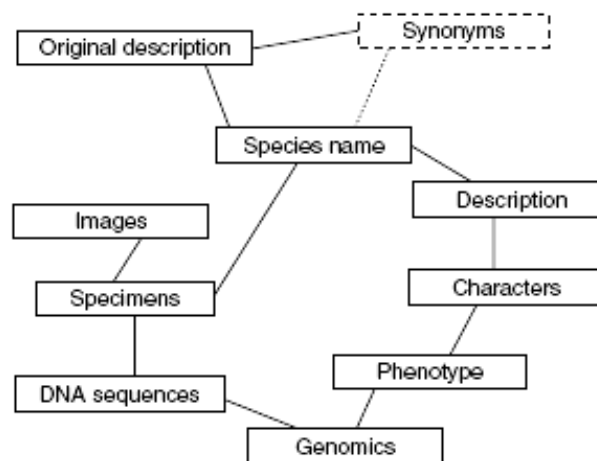 Original description
Synonyms
Species name
Description
Images
Specimens
Characters
Phenotype
DNA sequences
Genomics